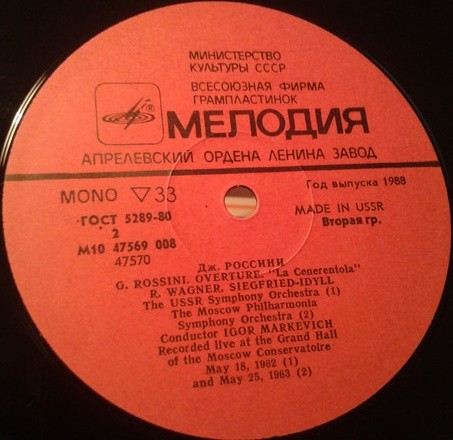 МИНИСТЕРСТВО
КУЛЬТУРЫ СССР
ВСЕСОЮЗНАЯ ФИРМА
ГРАМПЛАСТИНОК
®
МЕЛОДИЯ
АПРЕЛЕВСКИЙ ОРДЕНА ЛЕНИНА ЗАВОД
MONO ▽33
Год выпуска 1988
ГОСТ 5289-80
MADE IN USSR
2
Вторая гр.
М10 47569 008
47570
Дж. РОССИНИ
G. ROSSINI. OVERTURE. "La Cenerentola"
R. WAGNER. SIEGFRIED-IDYLL
The USSR Symphony Orchestra (1)
The Moscow Philharmonia
Symphony Orchestra (2)
Conductor IGOR MARKEVICH
Recorded live at the Grand Hall
of the Moscow Conservatoire
May 18, 1962 (1)
and May 25, 1963 (2)